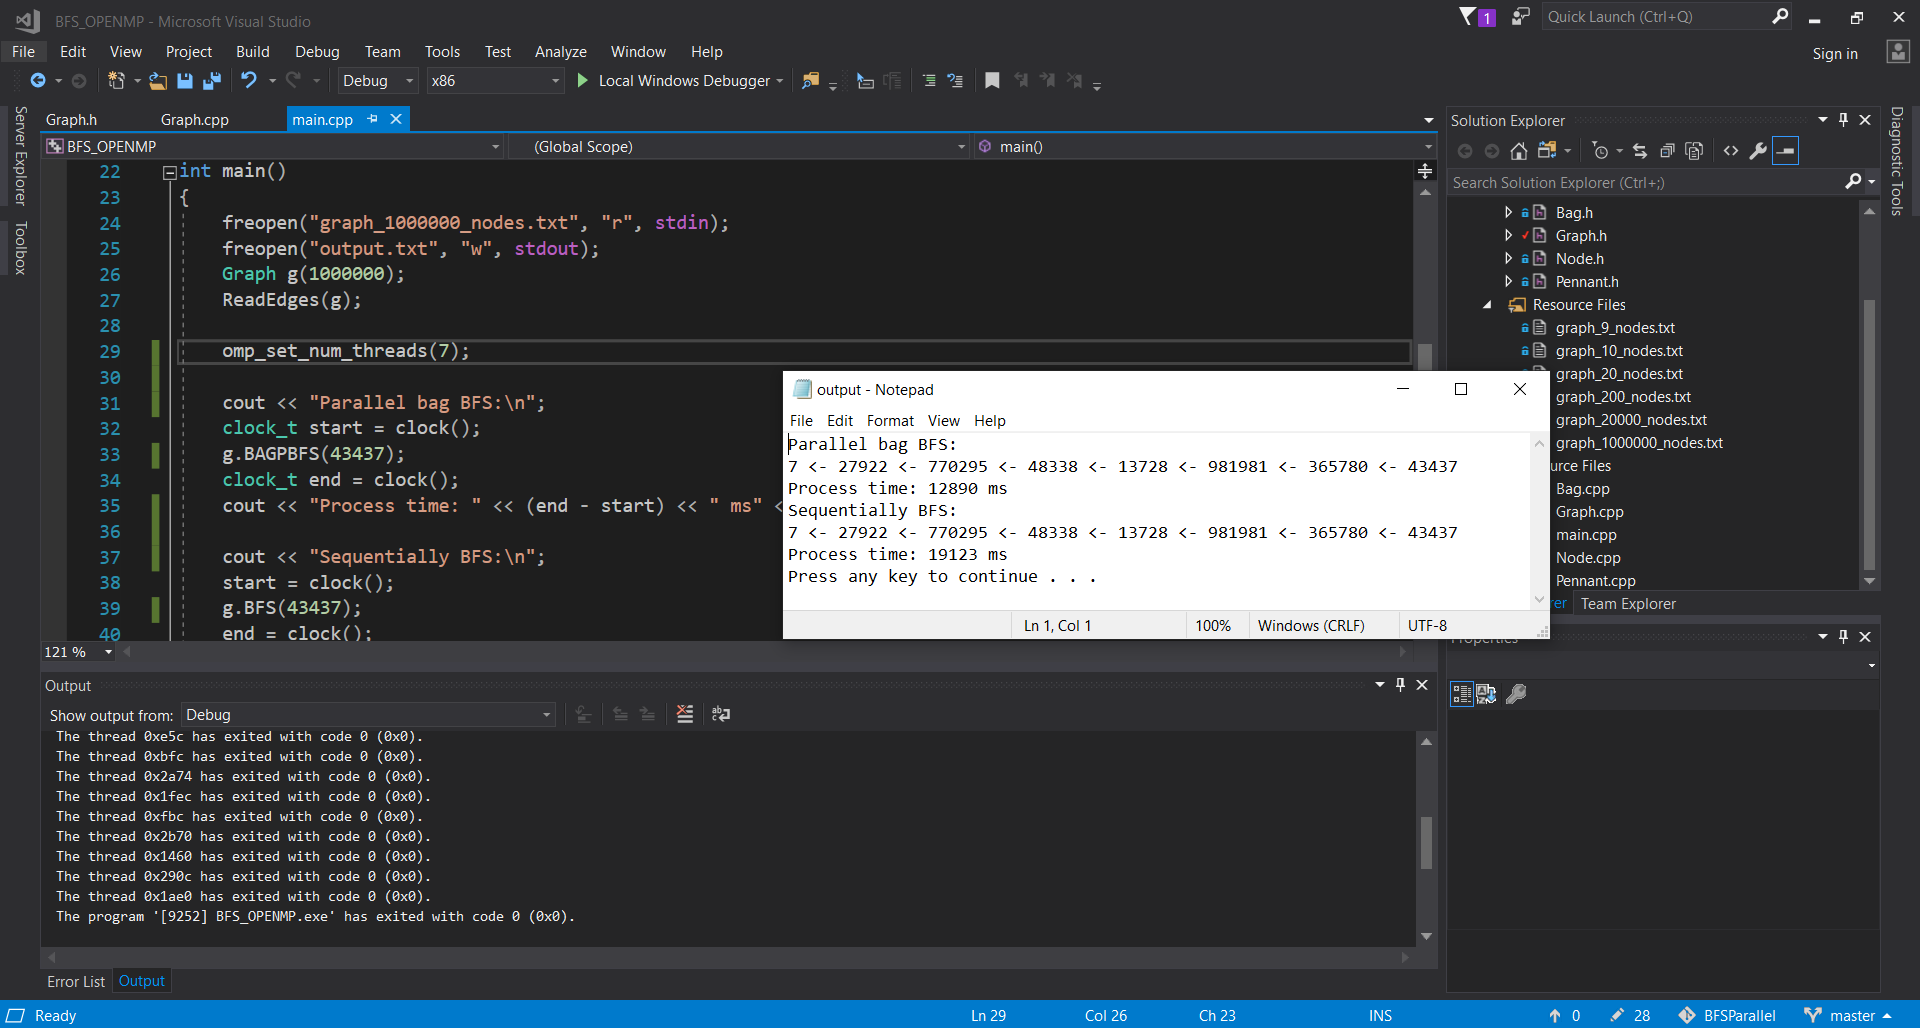 BFS_OPENMP - Microsoft Visual Studio
1
Quick Launch (Ctrl+Q)
File Edit View Project Build Debug Team Tools Test Analyze Window Help
Sign in
Debug x86 Local Windows Debugger
Server Explorer
Toolbox
Graph.h Graph.cpp main.cpp
BFS_OPENMP (Global Scope) main()
22 int main()
23 {
24 freopen("graph_1000000_nodes.txt", "r", stdin);
25 freopen("output.txt", "w", stdout);
26 Graph g(1000000);
27 ReadEdges(g);
28
29 omp_set_num_threads(7);
30
31 cout << "Parallel bag BFS:\n";
32 clock_t start = clock();
33 g.BAGPBFS(43437);
34 clock_t end = clock();
35 cout << "Process time: " << (end - start) << " ms" <
36
37 cout << "Sequentially BFS:\n";
38 start = clock();
39 g.BFS(43437);
40 end = clock();
121 %
output - Notepad
File Edit Format View Help
Parallel bag BFS:
7 <- 27922 <- 770295 <- 48338 <- 13728 <- 981981 <- 365780 <- 43437
Process time: 12890 ms
Sequentially BFS:
7 <- 27922 <- 770295 <- 48338 <- 13728 <- 981981 <- 365780 <- 43437
Process time: 19123 ms
Press any key to continue . . .
Ln 1, Col 1 100% Windows (CRLF) UTF-8
Solution Explorer
Search Solution Explorer (Ctrl+;)
Bag.h
Graph.h
Node.h
Pennant.h
Resource Files
graph_9_nodes.txt
graph_10_nodes.txt
graph_20_nodes.txt
graph_200_nodes.txt
graph_20000_nodes.txt
graph_1000000_nodes.txt
urce Files
Bag.cpp
Graph.cpp
main.cpp
Node.cpp
Pennant.cpp
rer Team Explorer
Properties
Diagnostic Tools
Output
Show output from: Debug
The thread 0xe5c has exited with code 0 (0x0).
The thread 0xbfc has exited with code 0 (0x0).
The thread 0x2a74 has exited with code 0 (0x0).
The thread 0x1fec has exited with code 0 (0x0).
The thread 0xfbc has exited with code 0 (0x0).
The thread 0x2b70 has exited with code 0 (0x0).
The thread 0x1460 has exited with code 0 (0x0).
The thread 0x290c has exited with code 0 (0x0).
The thread 0x1ae0 has exited with code 0 (0x0).
The program '[9252] BFS_OPENMP.exe' has exited with code 0 (0x0).
Error List Output
Ready Ln 29 Col 26 Ch 23 INS 0 28 BFSParallel master